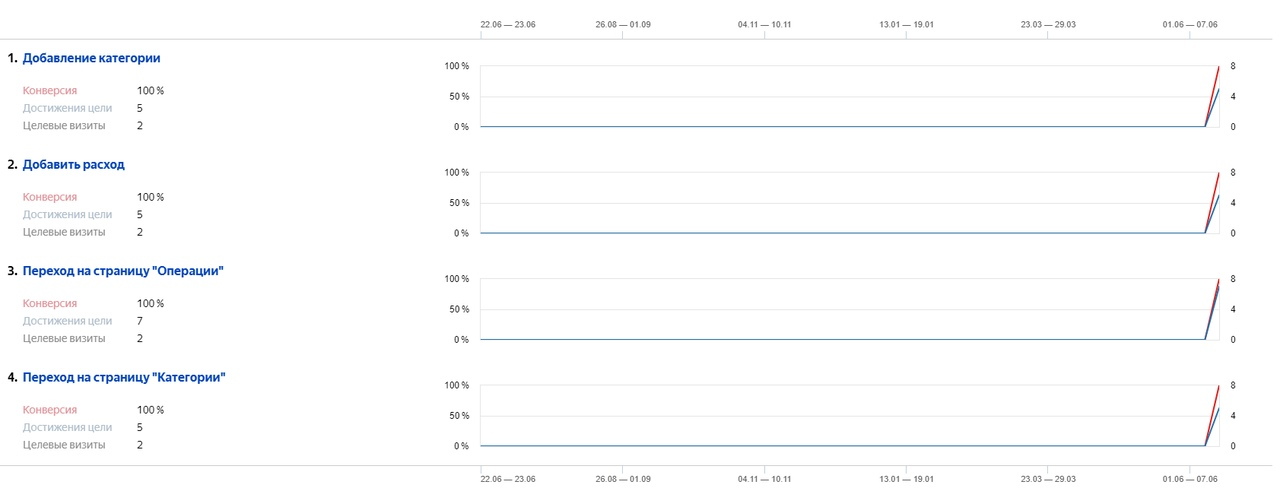 22.06 — 23.06 26.08 — 01.09 04.11 — 10.11 13.01 — 19.01 23.03 — 29.03 01.06 — 07.06
1. Добавление категории
100 % 8
Конверсия 100 %
50 % 4
Достижения цели 5
Целевые визиты 2
0 % 0
2. Добавить расход
100 % 8
Конверсия 100 %
50 % 4
Достижения цели 5
Целевые визиты 2
0 % 0
3. Переход на страницу "Операции"
100 % 8
Конверсия 100 %
50 % 4
Достижения цели 7
Целевые визиты 2
0 % 0
4. Переход на страницу "Категории"
100 % 8
Конверсия 100 %
50 % 4
Достижения цели 5
Целевые визиты 2
0 % 0
22.06 — 23.06 26.08 — 01.09 04.11 — 10.11 13.01 — 19.01 23.03 — 29.03 01.06 — 07.06